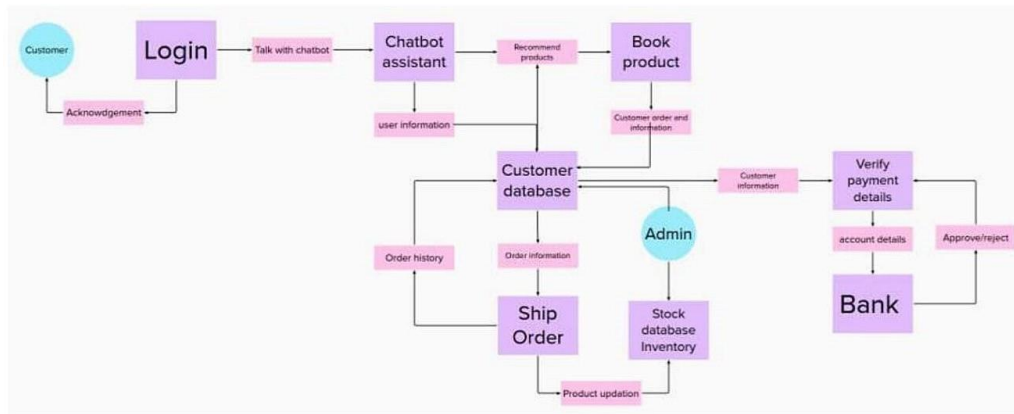 Customer
Login
Talk with chatbot
Chatbot
assistant
Recommend
products
Book
product
Acknowdgement
user information
Customer order and
information
Customer
database
Customer
information
Verify
payment
details
Admin
account details
Approve/reject
Order history
Order information
Ship
Order
Stock
database
Inventory
Bank
Product updation